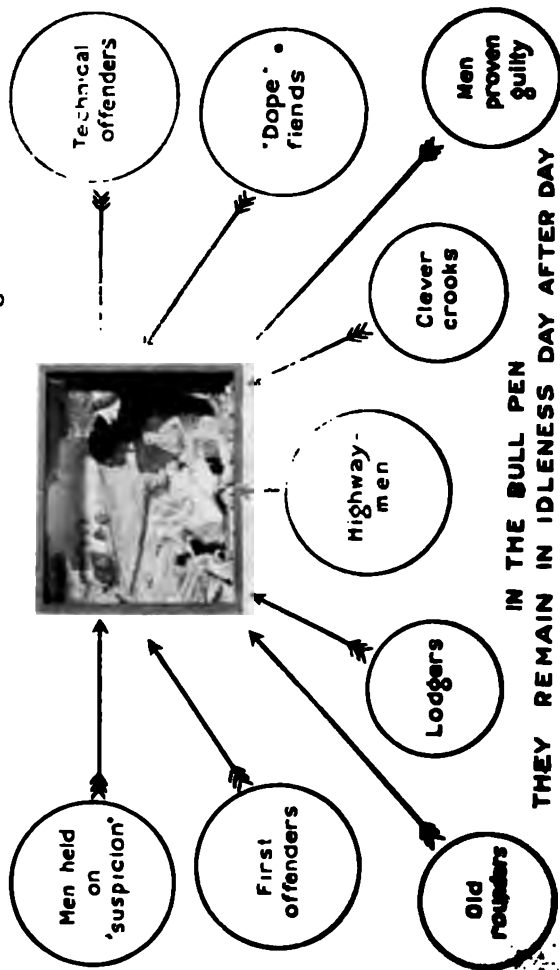 Men held
on
"suspicion"
First
offenders
Old
rounders
Lodgers
Highway-
men
Clever
crooks
Men
proven
guilty
"Dope"
fiends
Technical
offenders
IN THE BULL PEN
THEY REMAIN IN IDLENESS DAY AFTER DAY